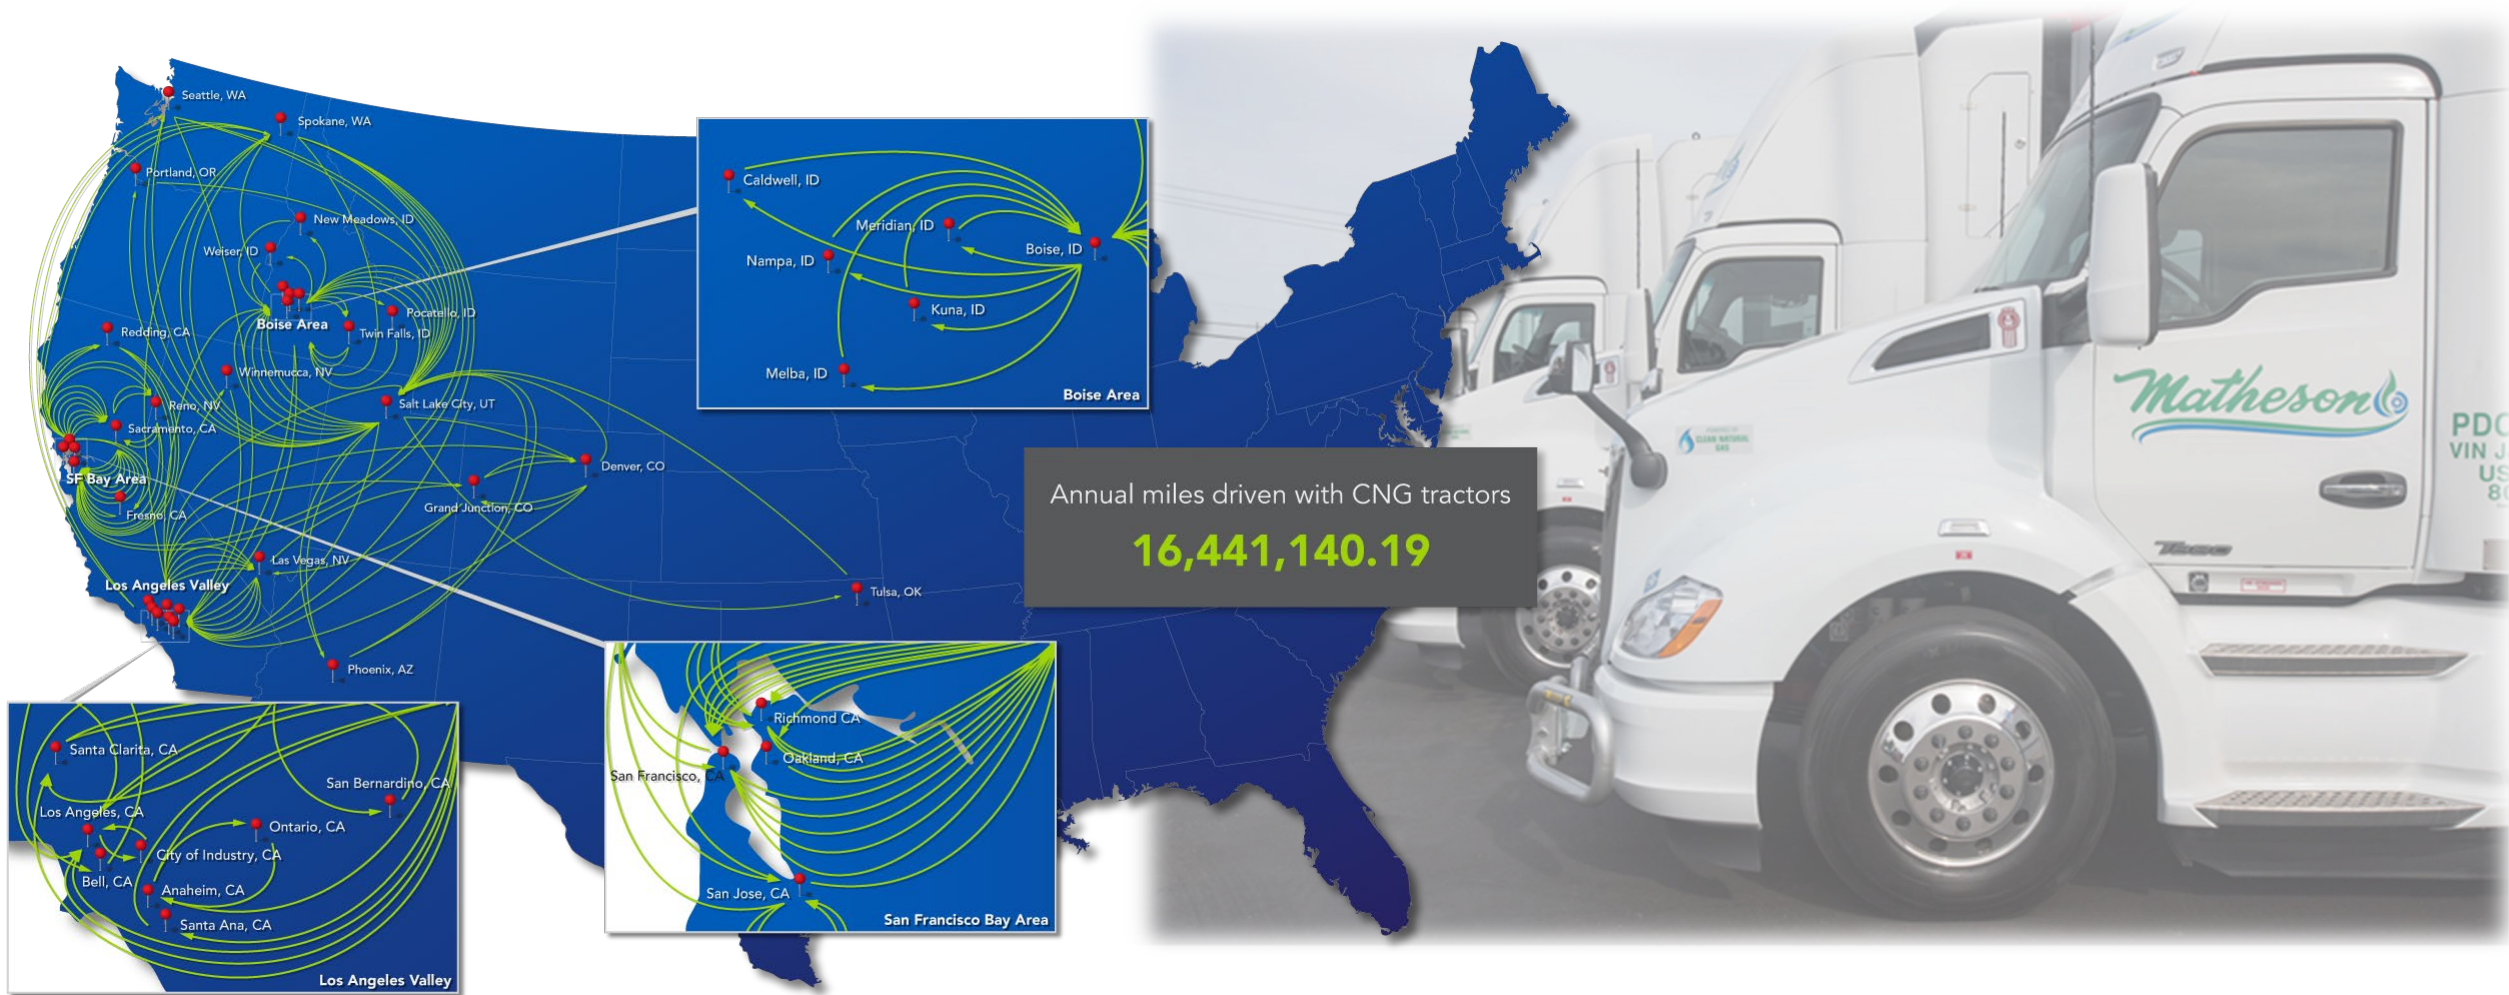 Seattle, WA
Spokane, WA
Portland, OR
New Meadows, ID
Weiser, ID
Boise Area
Pocatello, ID
Twin Falls, ID
Redding, CA
Winnemucca, NV
Reno, NV
Salt Lake City, UT
Sacramento, CA
SF Bay Area
Denver, CO
Grand Junction, CO
Fresno, CA
Las Vegas, NV
Los Angeles Valley
Tulsa, OK
Phoenix, AZ
Caldwell, ID
Meridian, ID
Boise, ID
Nampa, ID
Kuna, ID
Melba, ID
Boise Area
Annual miles driven with CNG tractors
16,441,140.19
Richmond CA
Oakland, CA
San Francisco, CA
San Jose, CA
San Francisco Bay Area
Santa Clarita, CA
San Bernardino, CA
Los Angeles, CA
Ontario, CA
City of Industry, CA
Bell, CA
Anaheim, CA
Santa Ana, CA
Los Angeles Valley
Matheson
CLEAN NATURAL
GAS
PDC
VIN J
US
T680